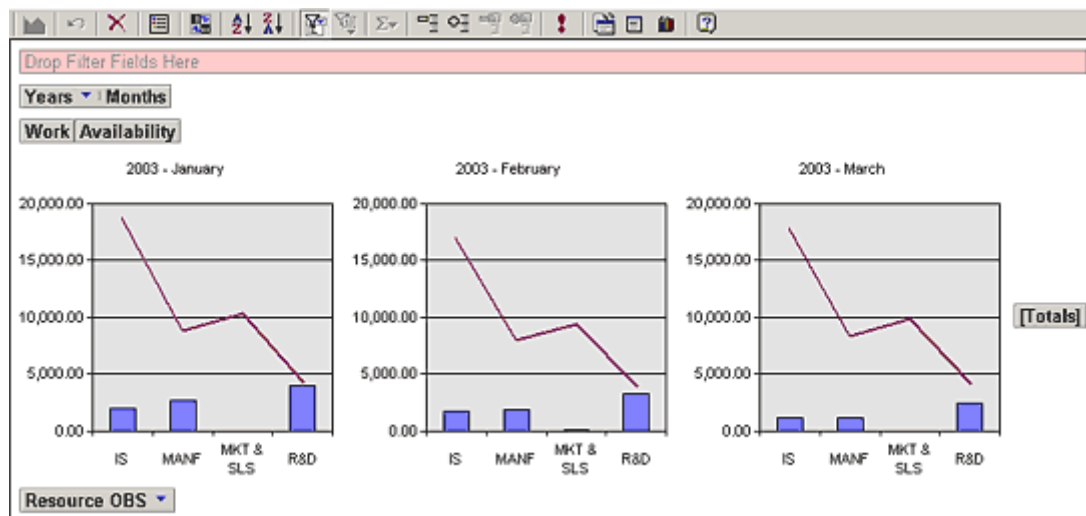 Drop Filter Fields Here
Years Months
Work Availability
2003 - January
20,000.00
15,000.00
10,000.00
5,000.00
0.00
IS MANF MKT & SLS R&D
2003 - February
20,000.00
15,000.00
10,000.00
5,000.00
0.00
IS MANF MKT & SLS R&D
2003 - March
20,000.00
15,000.00
10,000.00
5,000.00
0.00
IS MANF MKT & SLS R&D
[Totals]
Resource OBS